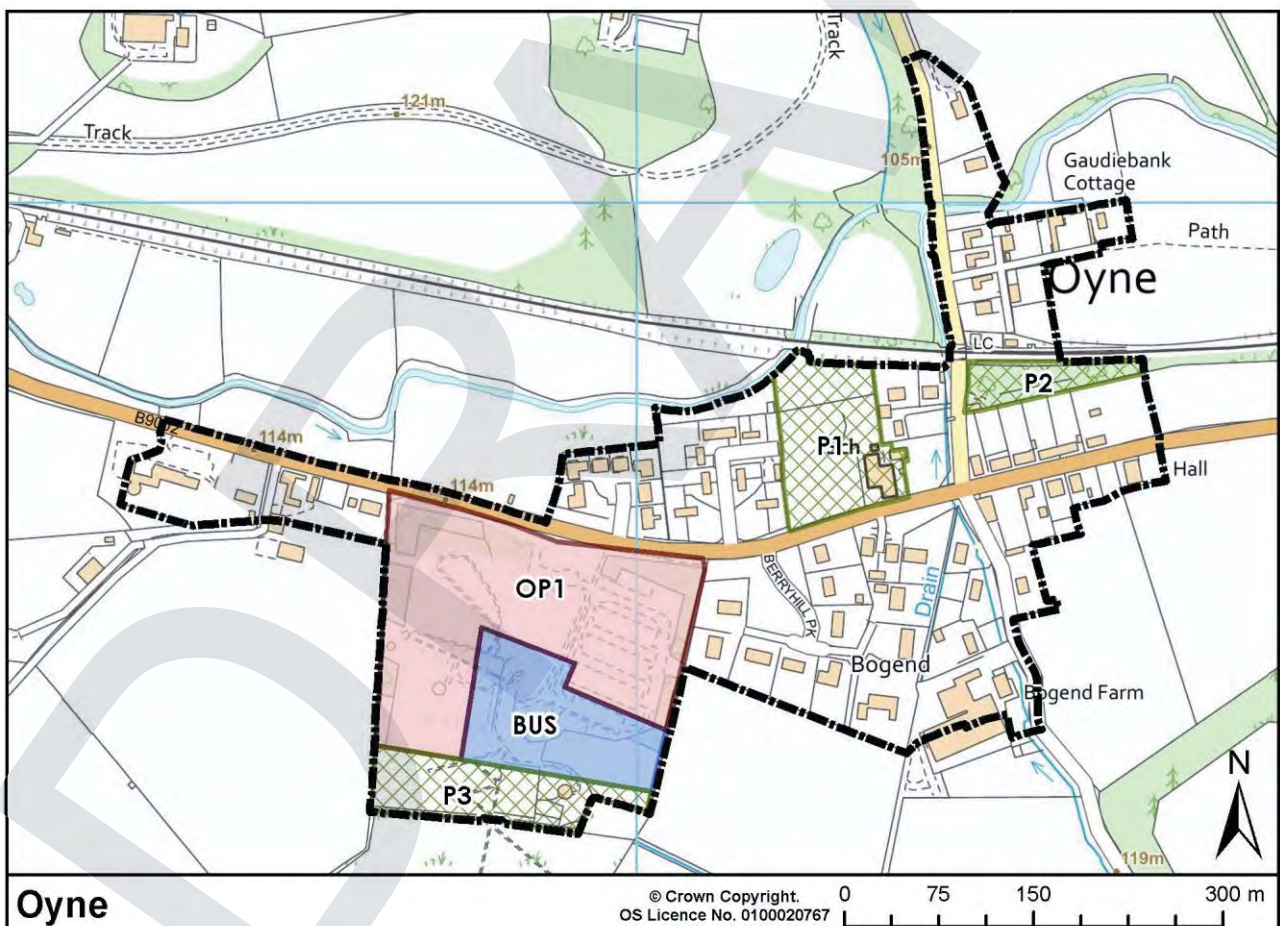 Track
121m
Track
105m
Gaudiebank
Cottage
Path
Oyne
LC
P2
B9002
114m
114m
P1
Hall
OP1
BERRYHILL PK
Drain
Bogend
Bogend Farm
BUS
P3
N
119m
Oyne
© Crown Copyright.
OS Licence No. 0100020767
0 75 150 300 m
DRAFT